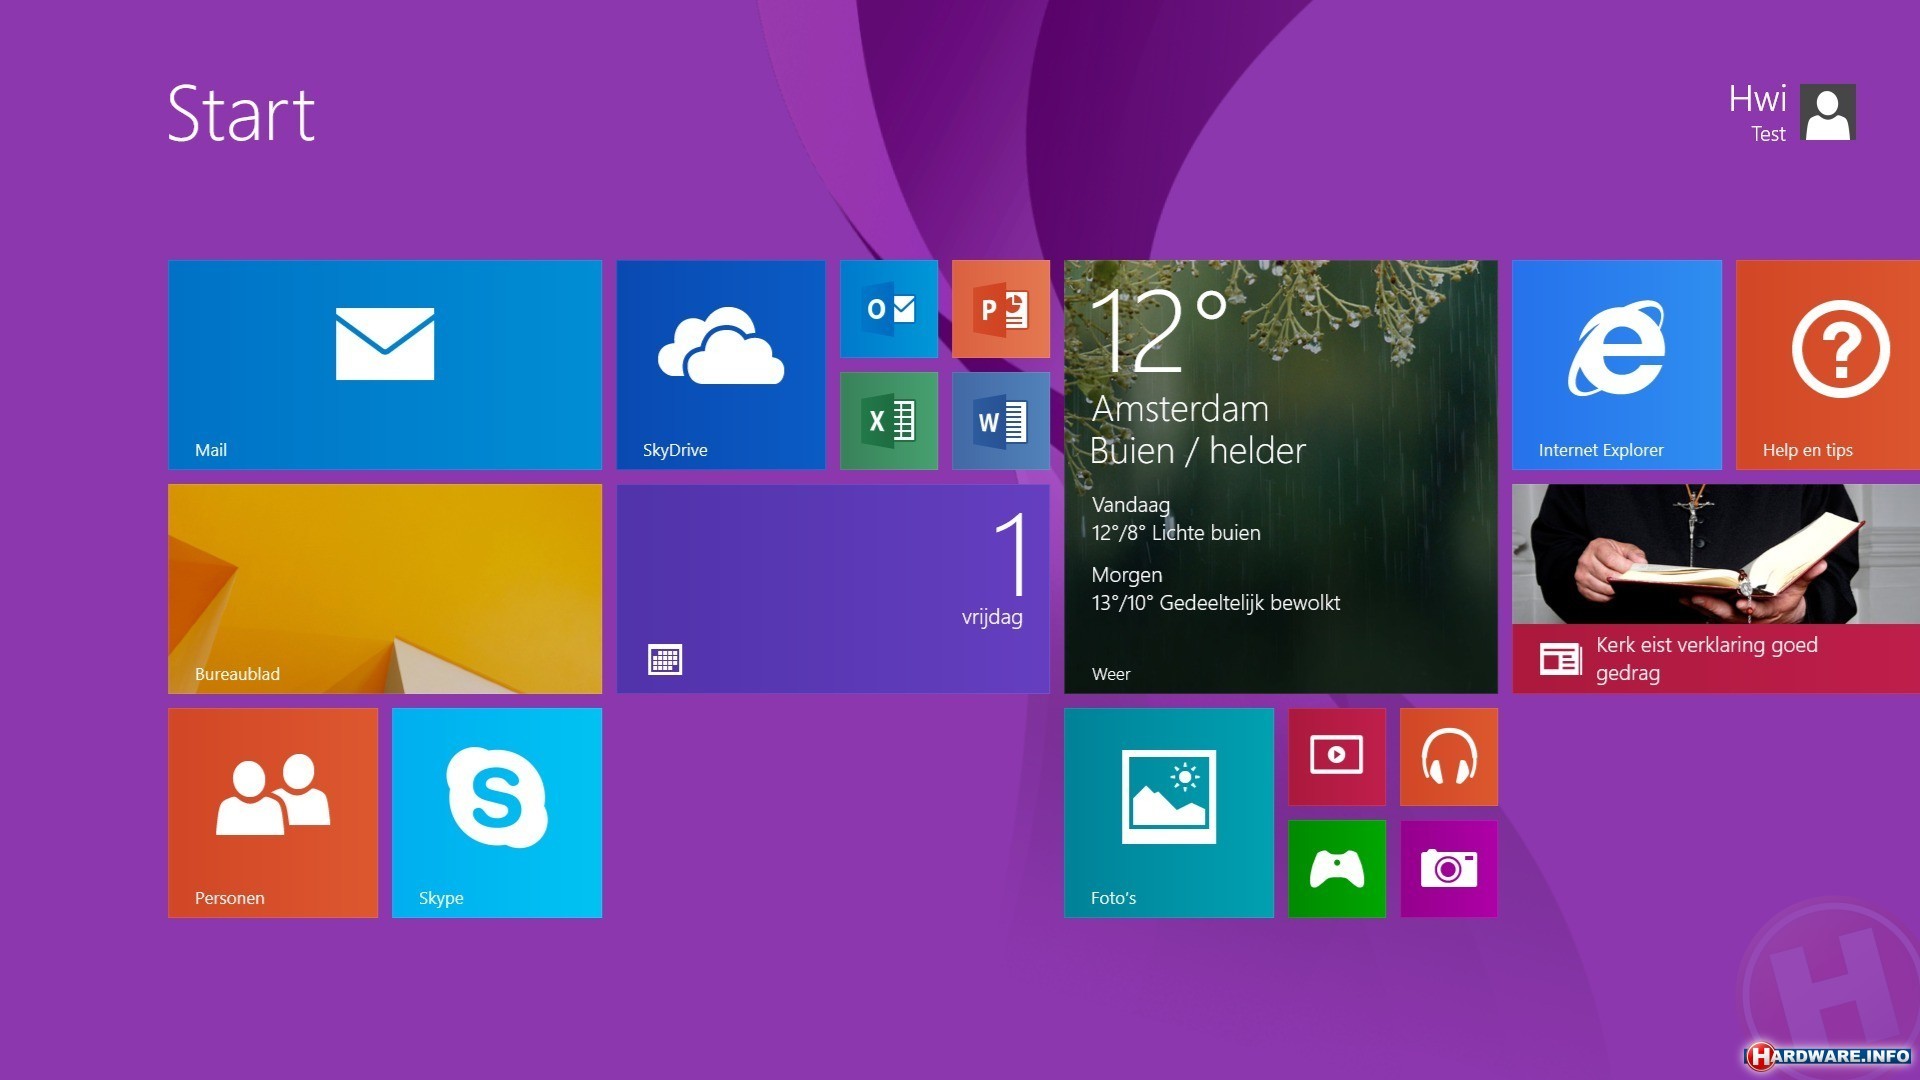 Start
Hwi
Test
Mail
SkyDrive
O
P
X
W
12°
Amsterdam
Buien / helder
Vandaag
12°/8° Lichte buien
Morgen
13°/10° Gedeeltelijk bewolkt
Weer
Internet Explorer
Help en tips
Bureaublad
1
vrijdag
Kerk eist verklaring goed
gedrag
Personen
S
Skype
Foto's
H
HARDWARE.INFO